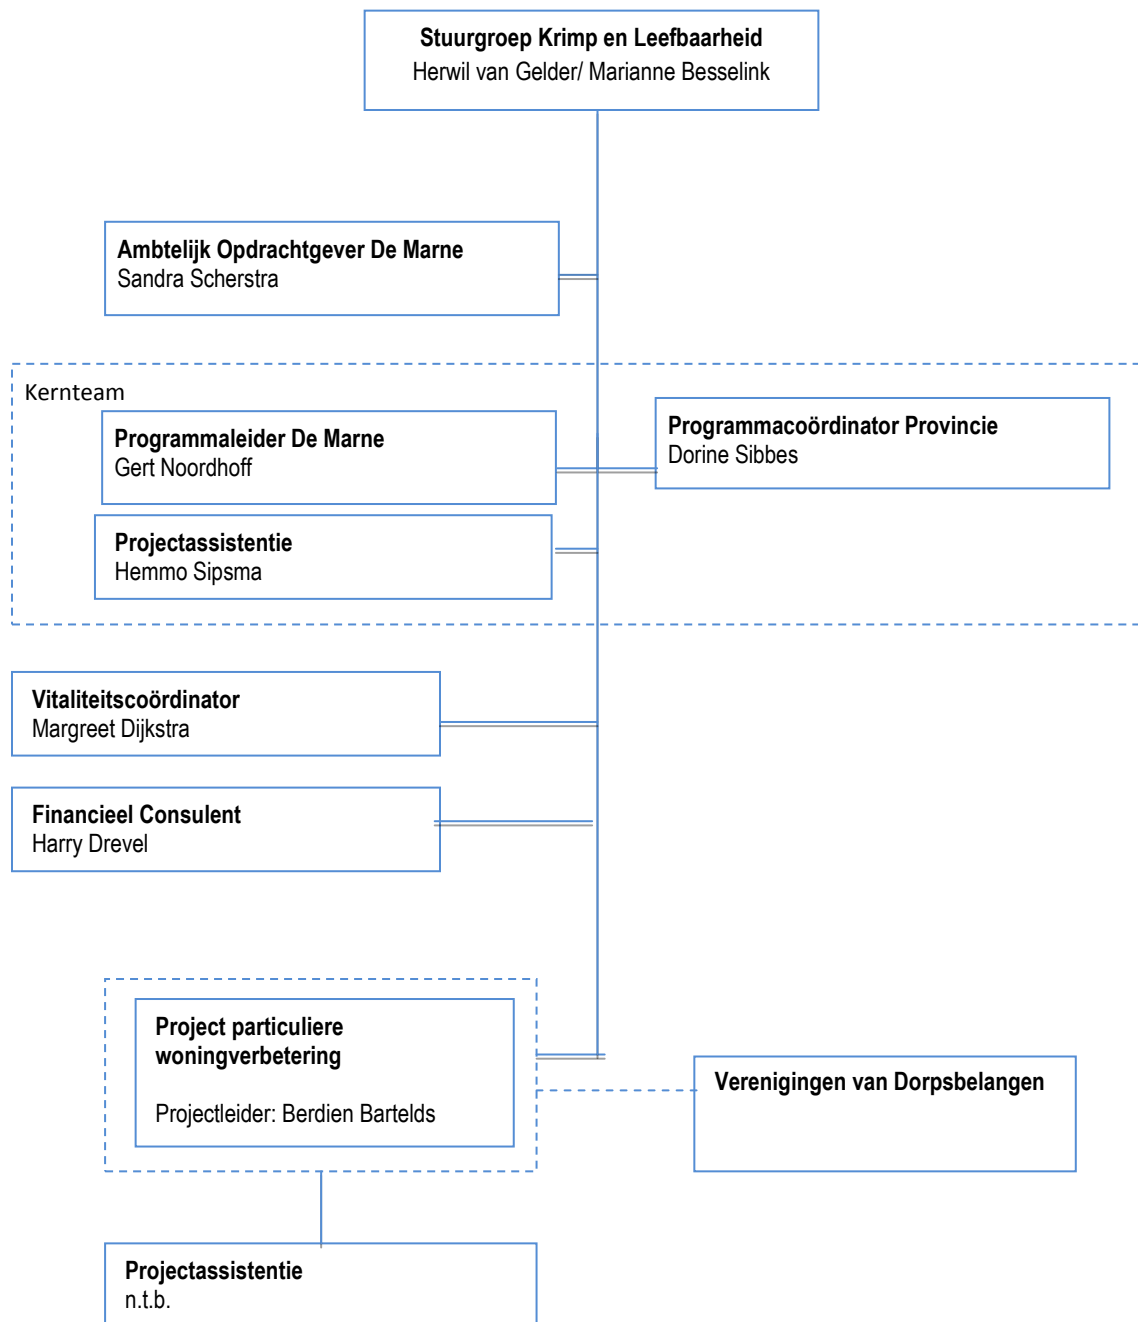 Stuurgroep Krimp en Leefbaarheid
Herwil van Gelder/ Marianne Besselink
Ambtelijk Opdrachtgever De Marne
Sandra Scherstra
Kernteam
Programmaleider De Marne
Gert Noordhoff
Programmacoördinator Provincie
Dorine Sibbes
Projectassistentie
Hemmo Sipsma
Vitaliteitscoördinator
Margreet Dijkstra
Financieel Consulent
Harry Drevel
Project particuliere
woningverbetering
Projectleider: Berdien Bartelds
Verenigingen van Dorpsbelangen
Projectassistentie
n.t.b.